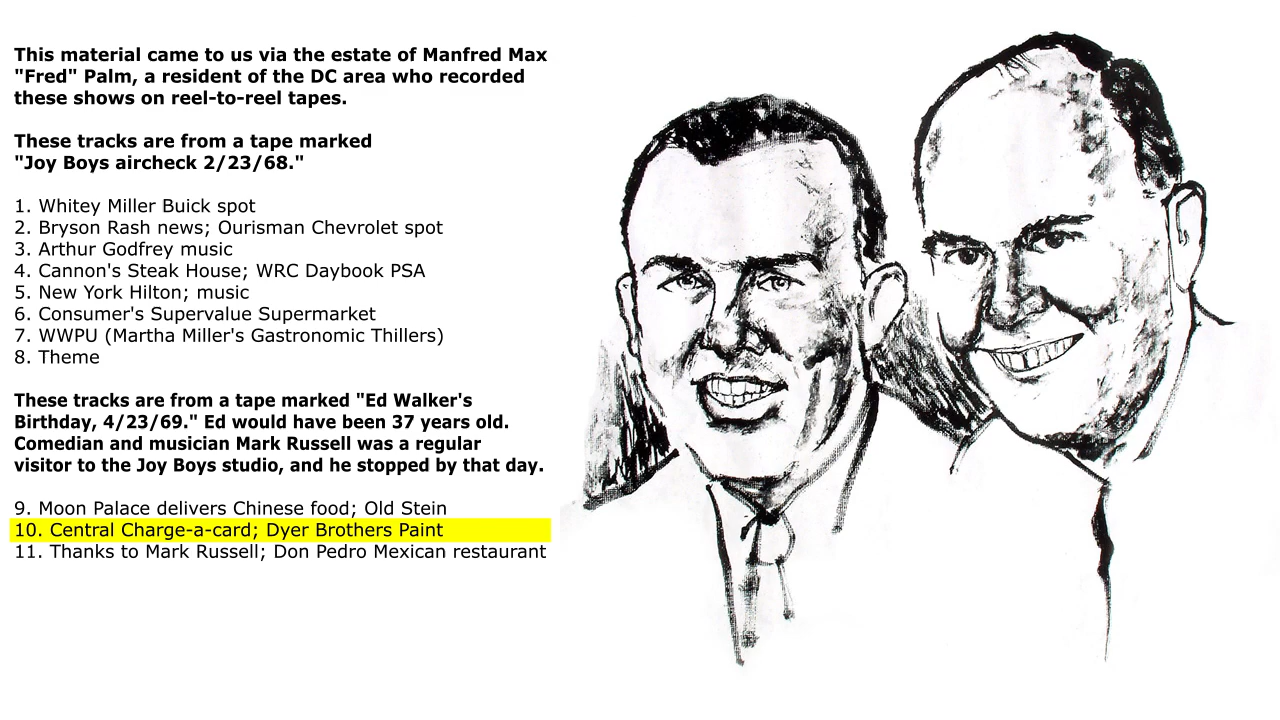 This material came to us via the estate of Manfred Max
"Fred" Palm, a resident of the DC area who recorded
these shows on reel-to-reel tapes.
These tracks are from a tape marked
"Joy Boys aircheck 2/23/68."
1. Whitey Miller Buick spot
2. Bryson Rash news; Ourisman Chevrolet spot
3. Arthur Godfrey music
4. Cannon's Steak House; WRC Daybook PSA
5. New York Hilton; music
6. Consumer's Supervalue Supermarket
7. WWPU (Martha Miller's Gastronomic Thillers)
8. Theme
These tracks are from a tape marked "Ed Walker's
Birthday, 4/23/69." Ed would have been 37 years old.
Comedian and musician Mark Russell was a regular
visitor to the Joy Boys studio, and he stopped by that day.
9. Moon Palace delivers Chinese food; Old Stein
10. Central Charge-a-card; Dyer Brothers Paint
11. Thanks to Mark Russell; Don Pedro Mexican restaurant